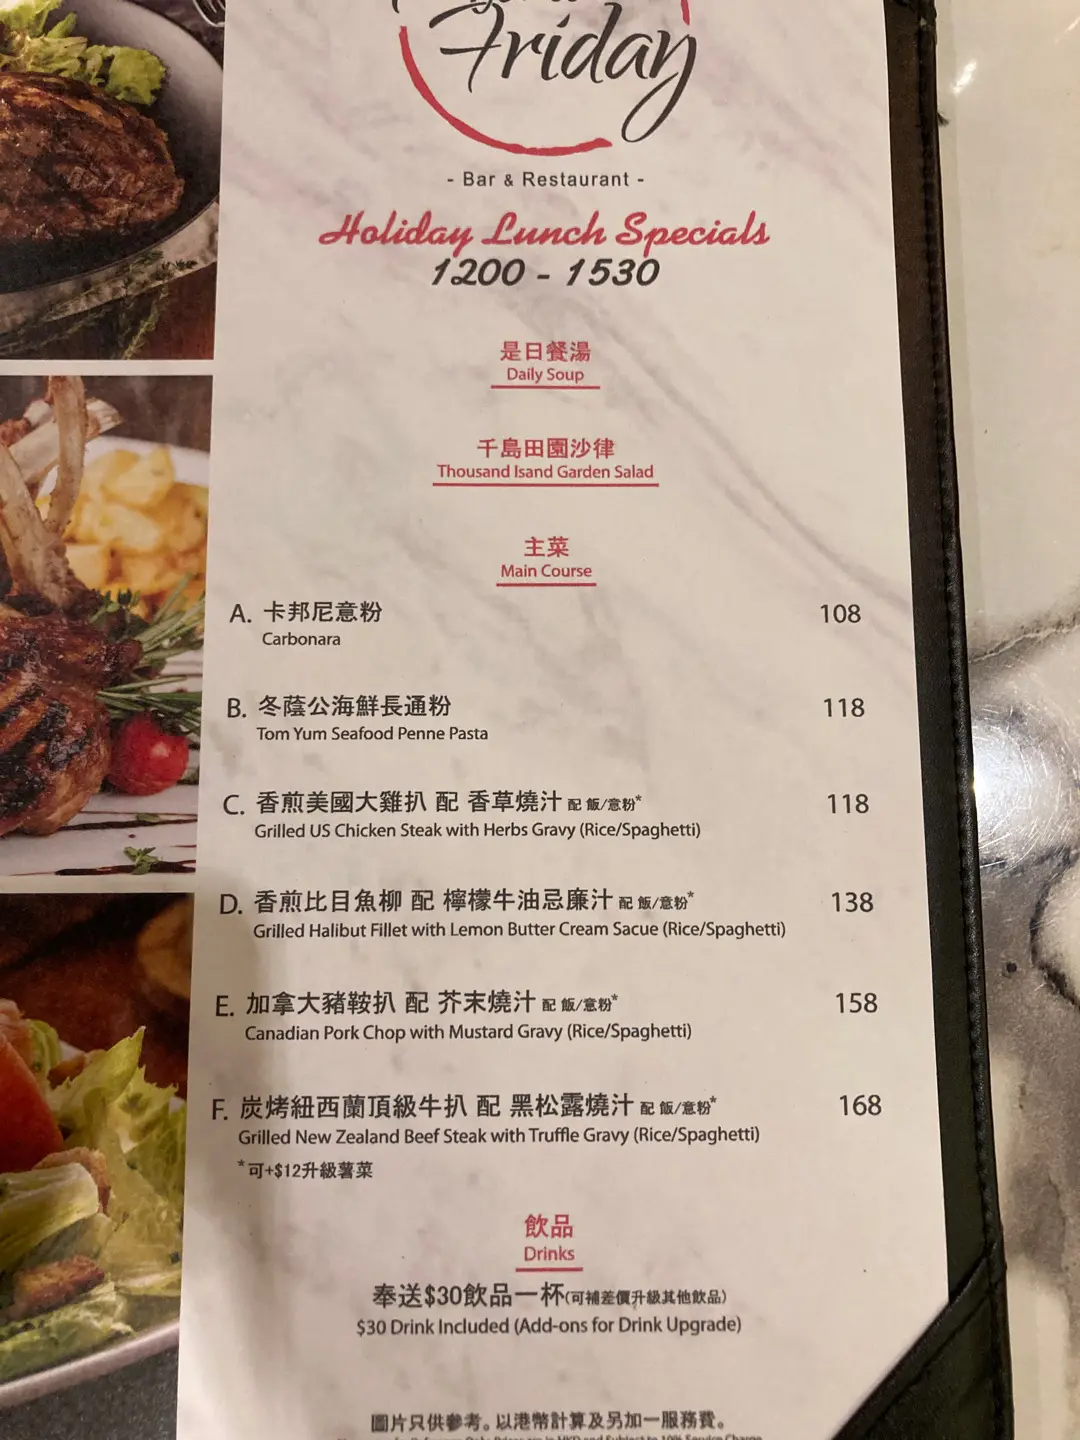 Friday
- Bar & Restaurant -
Holiday Lunch Specials
1200 - 1530
是日餐湯
Daily Soup
千島田園沙律
Thousand Isand Garden Salad
主菜
Main Course
A. 卡邦尼意粉 108
Carbonara
B. 冬蔭公海鮮長通粉 118
Tom Yum Seafood Penne Pasta
C. 香煎美國大雞扒 配 香草燒汁 配 飯/意粉* 118
Grilled US Chicken Steak with Herbs Gravy (Rice/Spaghetti)
D. 香煎比目魚柳 配 檸檬牛油忌廉汁 配 飯/意粉* 138
Grilled Halibut Fillet with Lemon Butter Cream Sacue (Rice/Spaghetti)
E. 加拿大豬鞍扒 配 芥末燒汁 配 飯/意粉* 158
Canadian Pork Chop with Mustard Gravy (Rice/Spaghetti)
F. 炭烤紐西蘭頂級牛扒 配 黑松露燒汁 配 飯/意粉* 168
Grilled New Zealand Beef Steak with Truffle Gravy (Rice/Spaghetti)
*可+$12升級薯菜
飲品
Drinks
奉送$30飲品一杯(可補差價升級其他飲品)
$30 Drink Included (Add-ons for Drink Upgrade)
圖片只供參考。以港幣計算及另加一服務費。
Prices are in HKD and Subject to 10% Service Charge